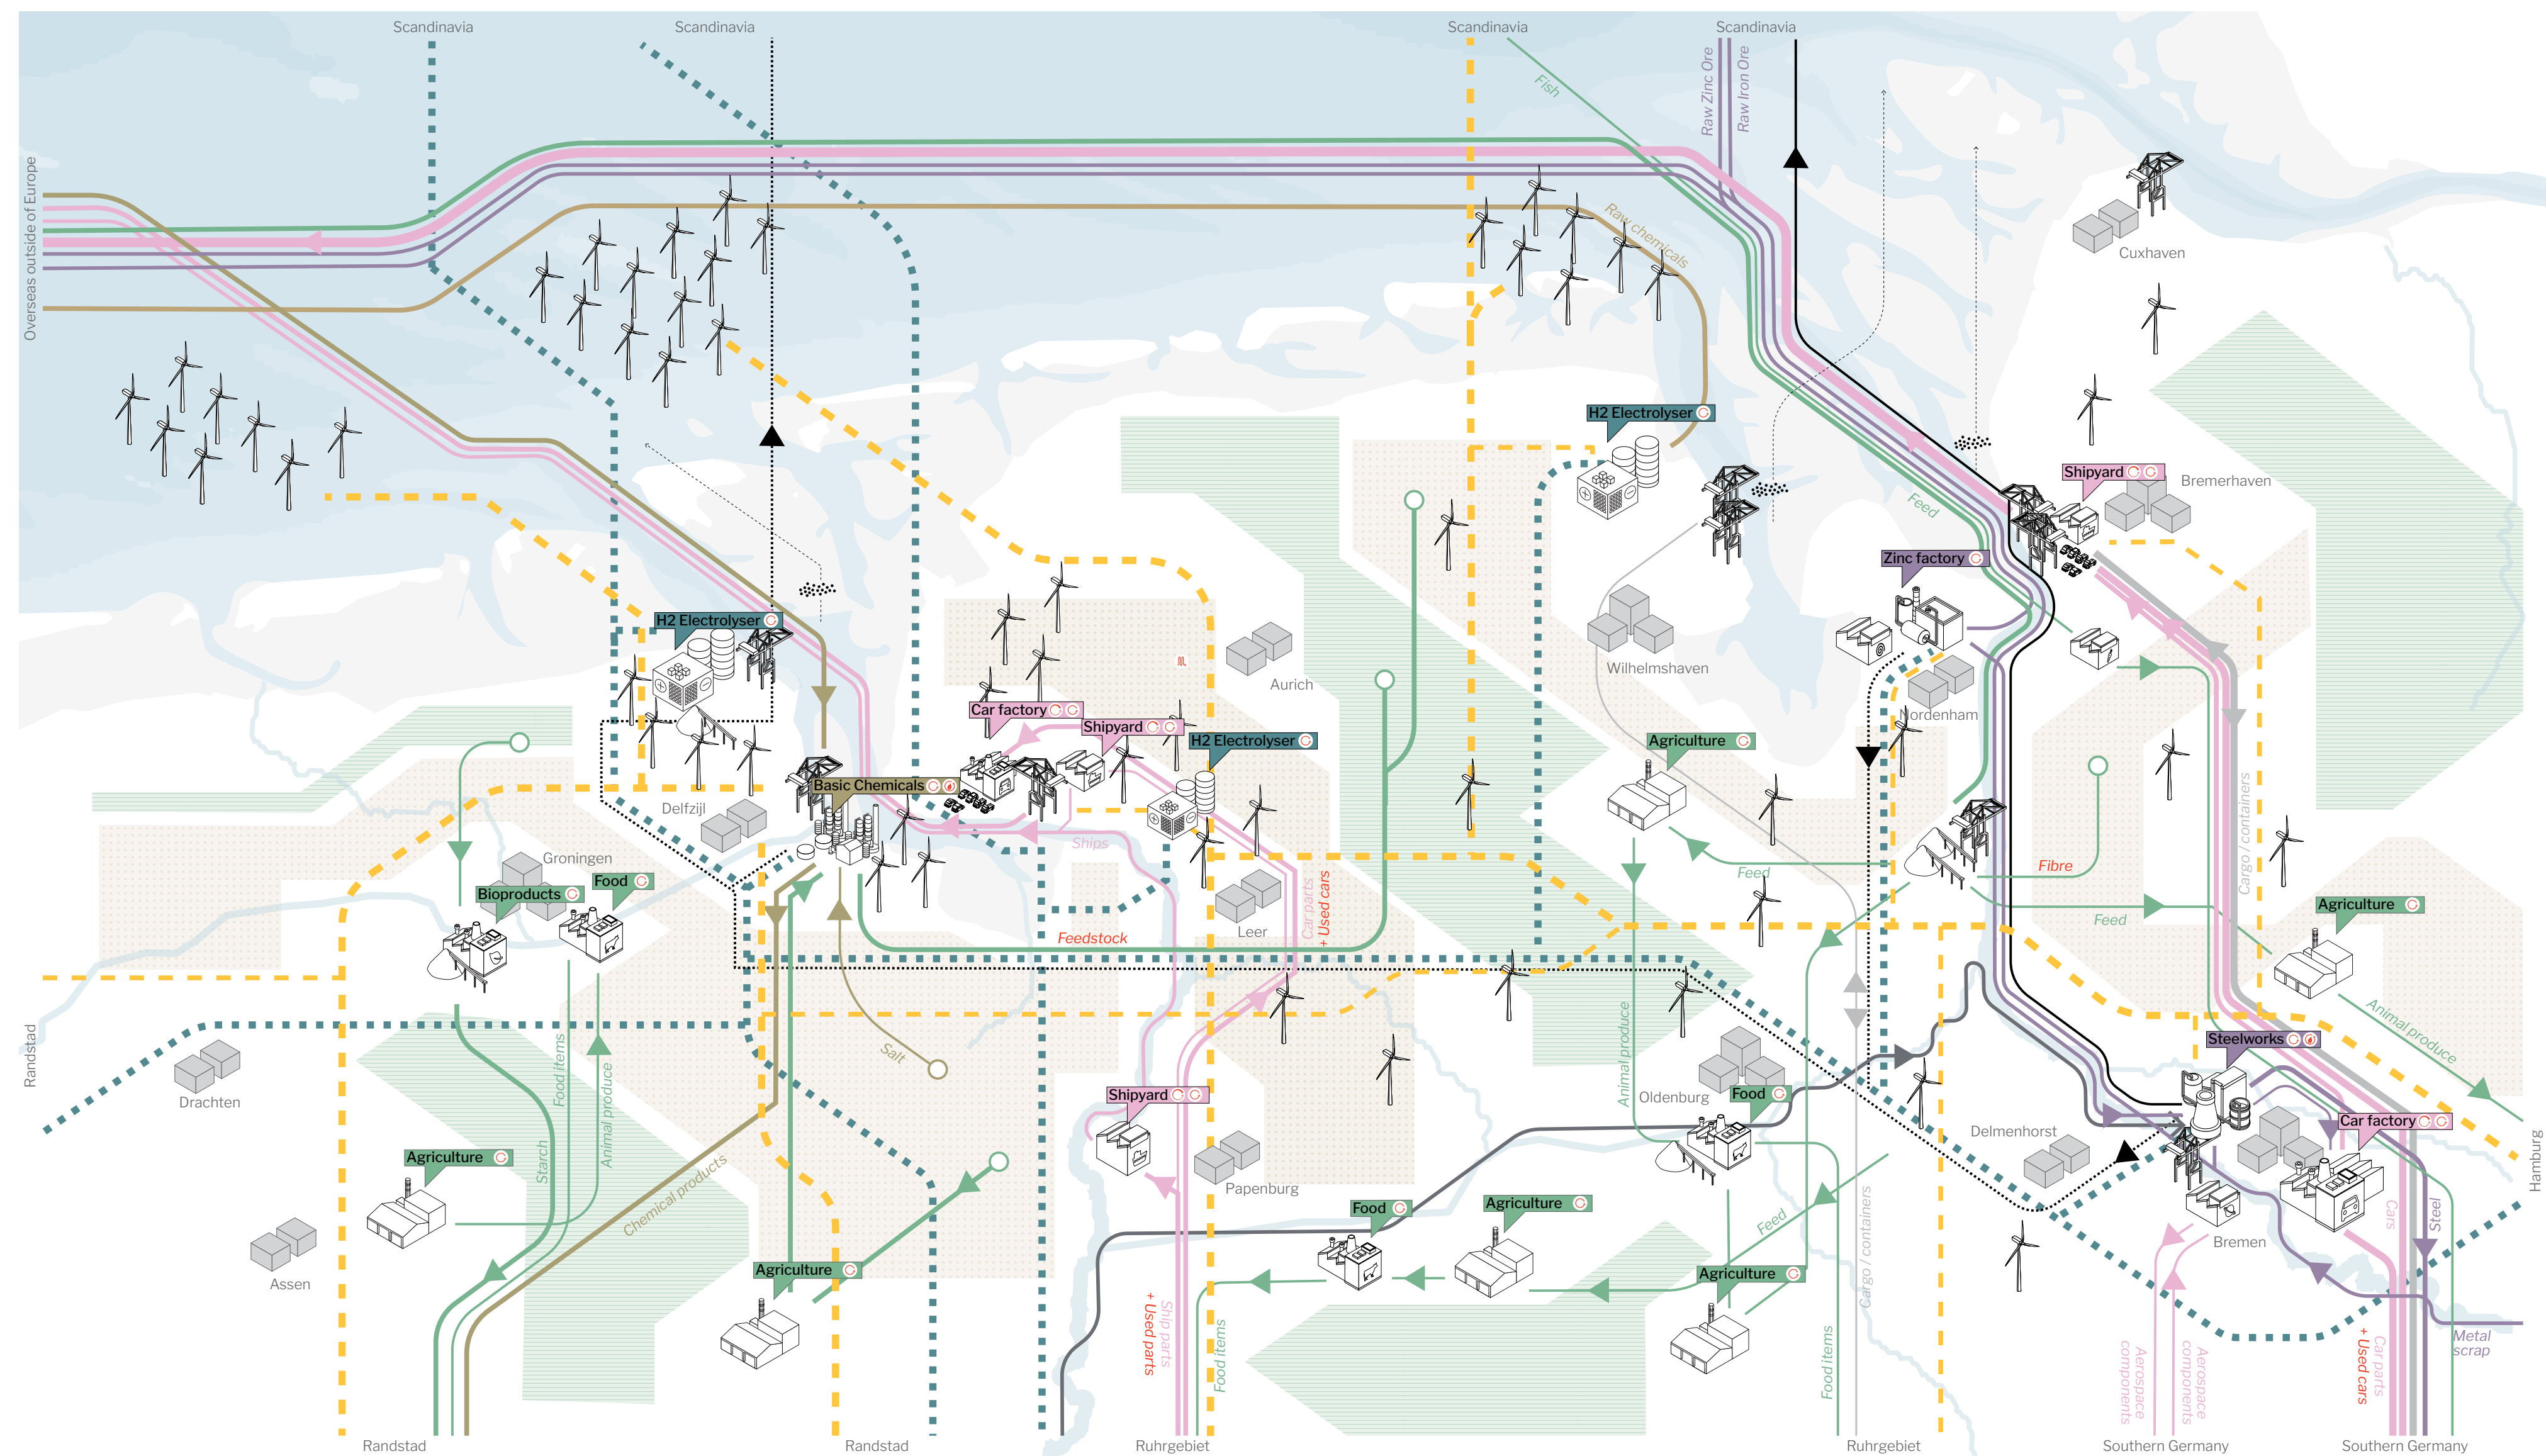 Scandinavia
Scandinavia
Scandinavia
Scandinavia
Overseas outside of Europe
Fish
Raw Zinc Ore
Raw Iron Ore
Raw chemicals
Cuxhaven
H2 Electrolyser
Shipyard
Bremerhaven
Feed
Zinc factory
H2 Electrolyser
Wilhelmshaven
Aurich
Nordenham
Car factory
Shipyard
H2 Electrolyser
Agriculture
Basic Chemicals
Delfzijl
Ships
Cargo / containers
Groningen
Food
Bioproducts
Feed
Fibre
Car parts
+ Used cars
Leer
Feedstock
Feed
Agriculture
Randstad
Salt
Animal produce
Animal produce
Steelworks
Food items
Animal produce
Drachten
Shipyard
Oldenburg
Food
Car factory
Delmenhorst
Hamburg
Starch
Agriculture
Chemical products
Papenburg
Food
Agriculture
Feed
Cars
Steel
Bremen
Assen
Agriculture
Agriculture
Cargo / containers
Ship parts
+ Used parts
Food items
Food items
Aerospace
components
Aerospace
components
Car parts
+ Used cars
Metal
scrap
Randstad
Randstad
Ruhrgebiet
Ruhrgebiet
Southern Germany
Southern Germany